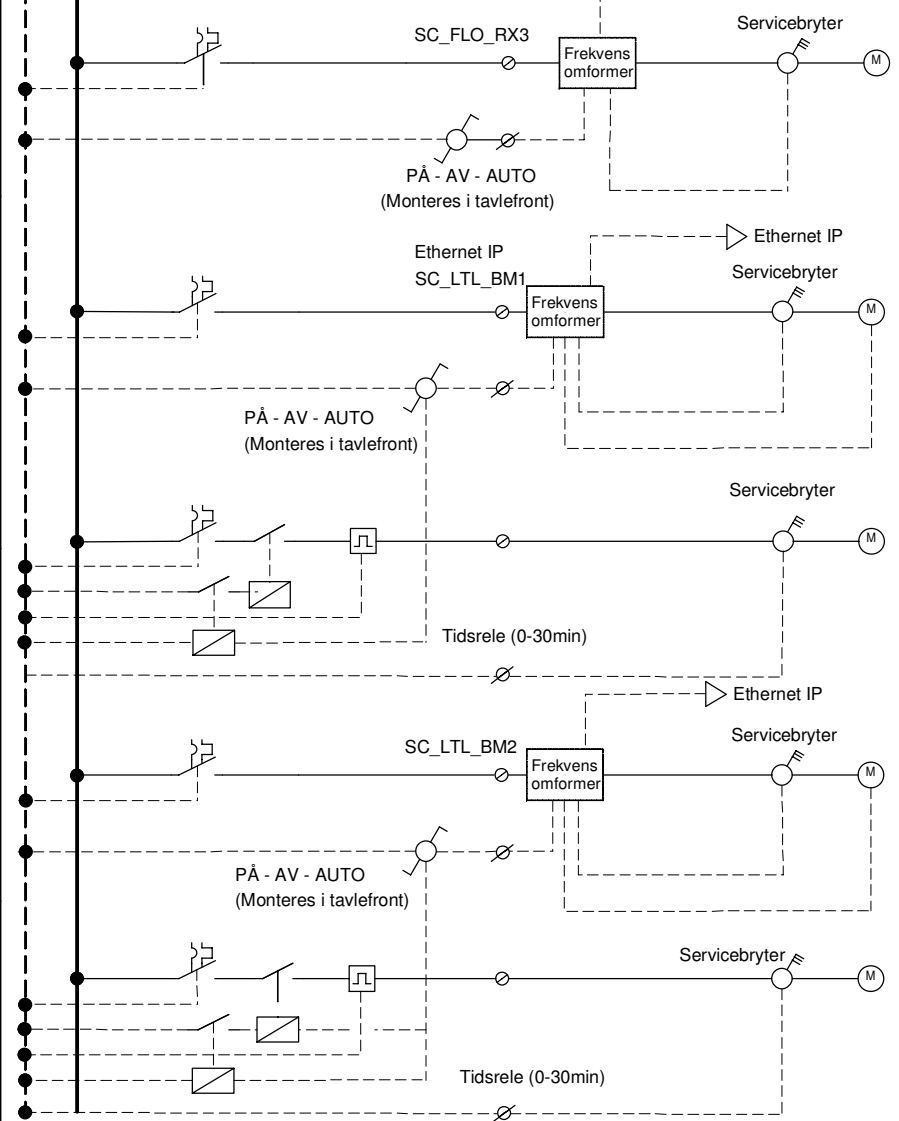 Servicebryter
SC_FLO_RX3
Frekvens
omformer
M
PÅ - AV - AUTO
(Monteres i tavlefront)
Ethernet IP
Ethernet IP
SC_LTL_BM1
Servicebryter
Frekvens
omformer
M
PÅ - AV - AUTO
(Monteres i tavlefront)
Servicebryter
M
Tidsrele (0-30min)
Ethernet IP
Servicebryter
SC_LTL_BM2
Frekvens
omformer
M
PÅ - AV - AUTO
(Monteres i tavlefront)
Servicebryter
M
Tidsrele (0-30min)